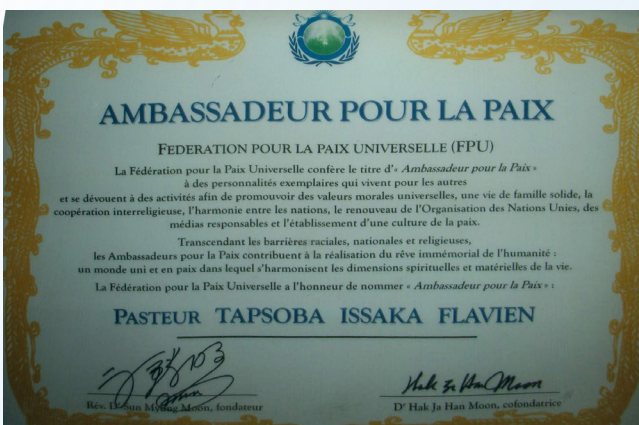 AMBASSADEUR POUR LA PAIX
FEDERATION POUR LA PAIX UNIVERSELLE (FPU)
La Fédération pour la Paix Universelle confère le titre d'« Ambassadeur pour la Paix »
à des personnalités exemplaires qui vivent pour les autres
et se dévouent à des activités afin de promouvoir des valeurs morales universelles, une vie de famille solide, la
coopération interreligieuse, l'harmonie entre les nations, le renouveau de l'Organisation des Nations Unies, des
médias responsables et l'établissement d'une culture de la paix.
Transcendant les barrières raciales, nationales et religieuses,
les Ambassadeurs pour la Paix contribuent à la réalisation du rêve immémorial de l'humanité :
un monde uni et en paix dans lequel s'harmonisent les dimensions spirituelles et matérielles de la vie.
La Fédération pour la Paix Universelle a l'honneur de nommer « Ambassadeur pour la Paix » :
PASTEUR TAPSOBA ISSAKA FLAVIEN
Hak Ja Han Moon
Rév. Dr Sun Myung Moon, fondateur
Dr Hak Ja Han Moon, cofondatrice